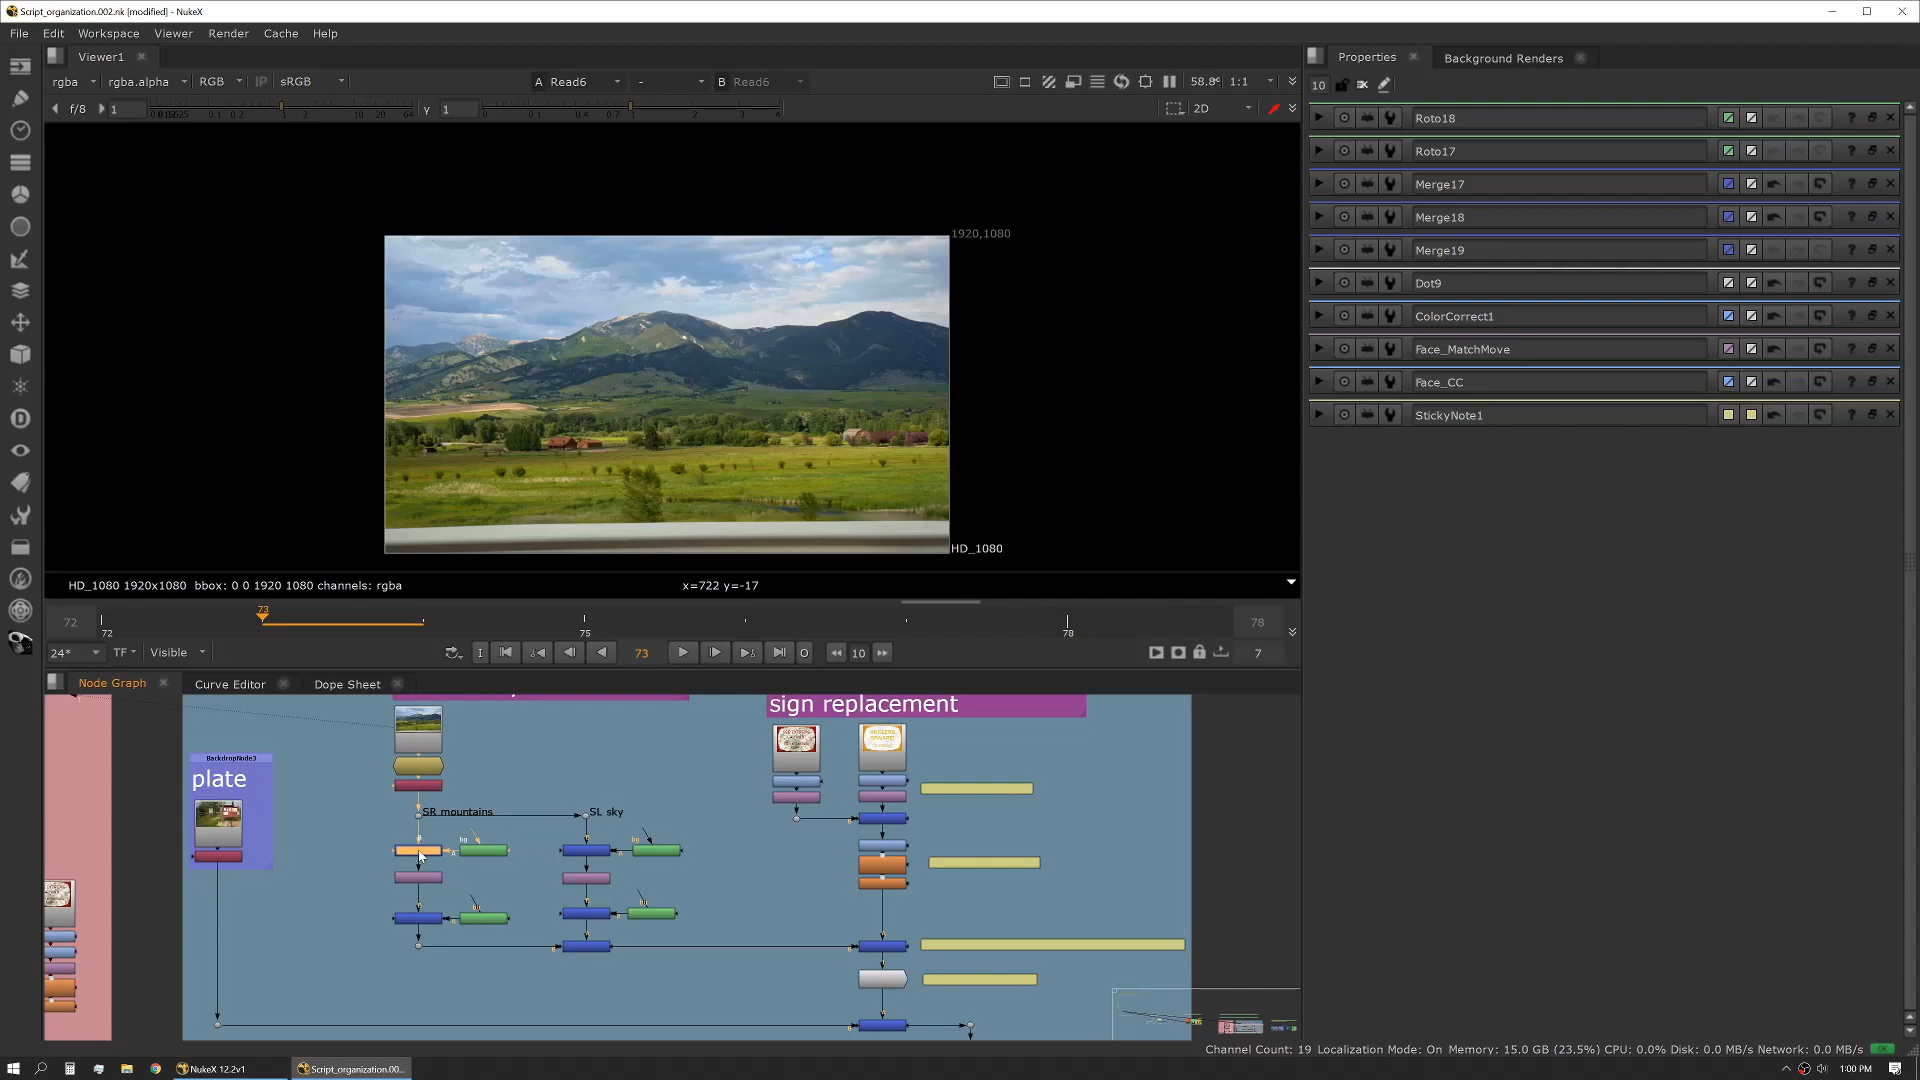 Script_organization.002.nk [modified] - NukeX
File Edit Workspace Viewer Render Cache Help
Viewer1
rgba rgba.alpha RGB IP sRGB A Read6 - B Read6 58.8 1:1
f/8 1 Y 1 2D
1920,1080
HD_1080
HD_1080 1920x1080 bbox: 0 0 1920 1080 channels: rgba x=722 y=-17
73
72 72 75 78 78
24* TF Visible I 73 O 10 7
Node Graph Curve Editor Dope Sheet
sign replacement
BackdropNode3
plate
SR mountains SL sky
bg bg
Properties Background Renders
10
Roto18
Roto17
Merge17
Merge18
Merge19
Dot9
ColorCorrect1
Face_MatchMove
Face_CC
StickyNote1
Channel Count: 19 Localization Mode: On Memory: 15.0 GB (23.5%) CPU: 0.0% Disk: 0.0 MB/s Network: 0.0 MB/s OK
NukeX 12.2v1 Script_organization.00... 1:00 PM